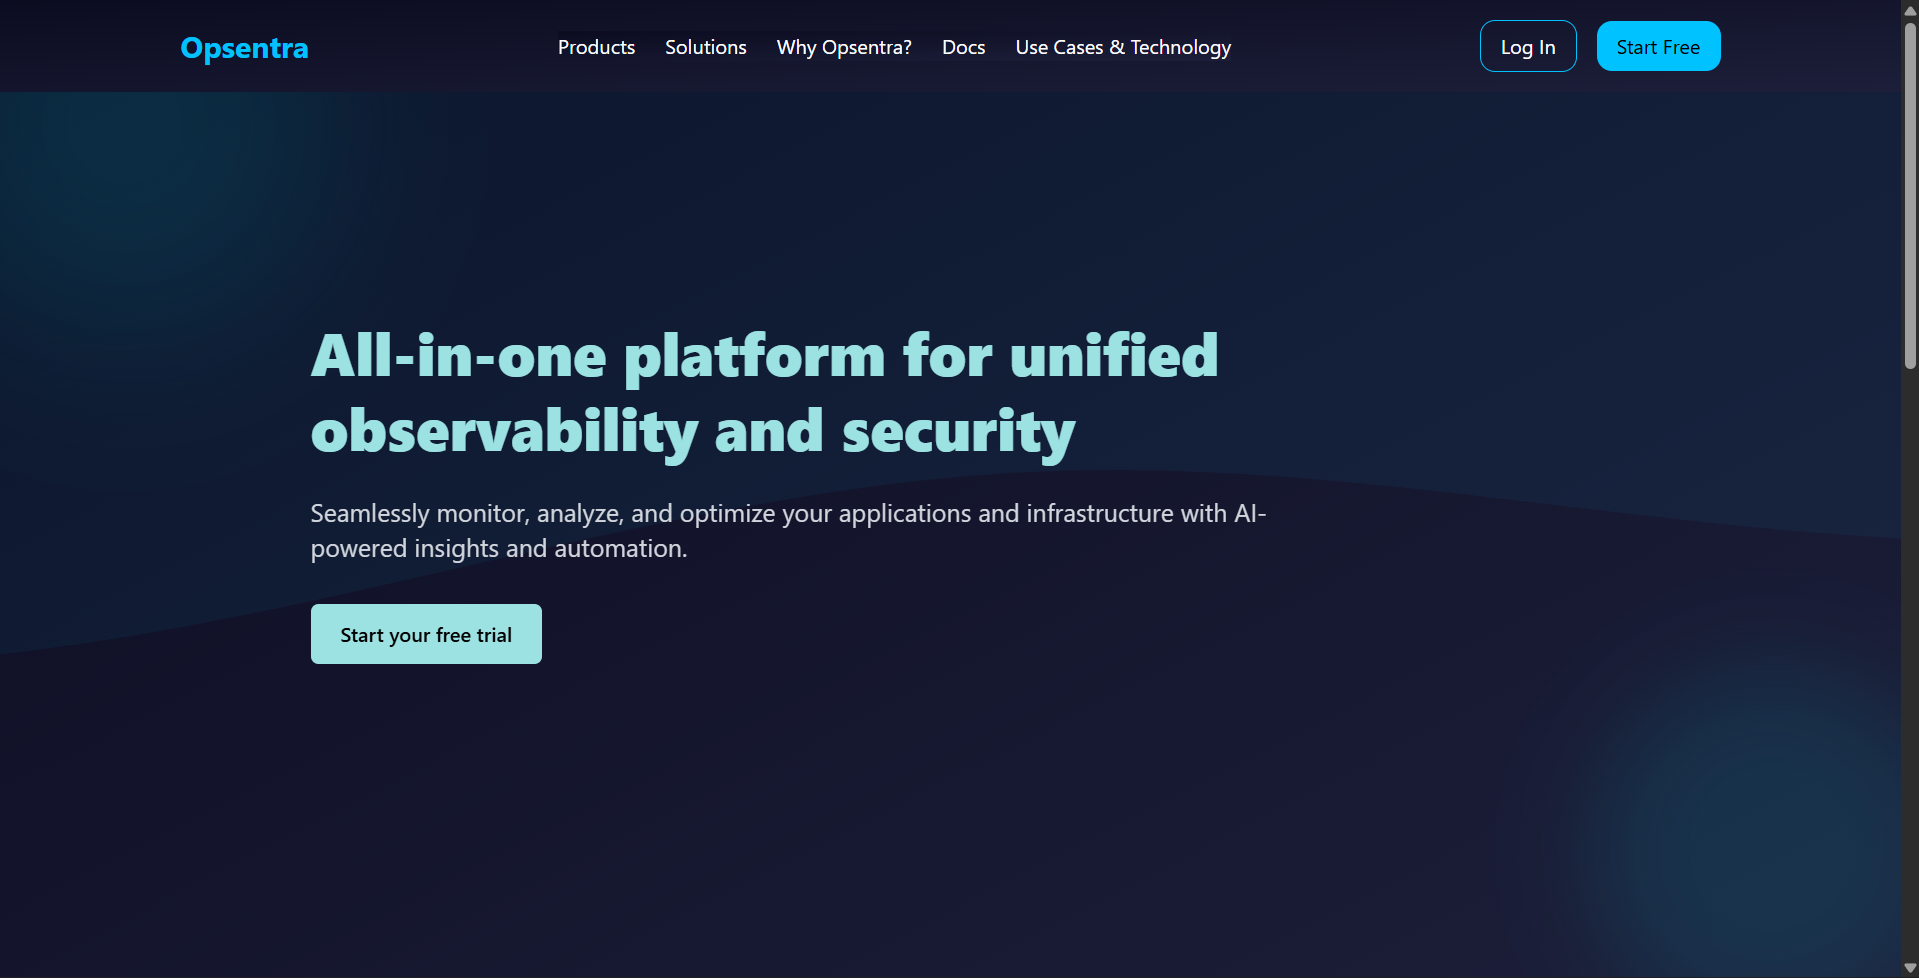 Opsentra
Products
Solutions
Why Opsentra?
Docs
Use Cases & Technology
Log In
Start Free
All-in-one platform for unified
observability and security
Seamlessly monitor, analyze, and optimize your applications and infrastructure with AI-
powered insights and automation.
Start your free trial